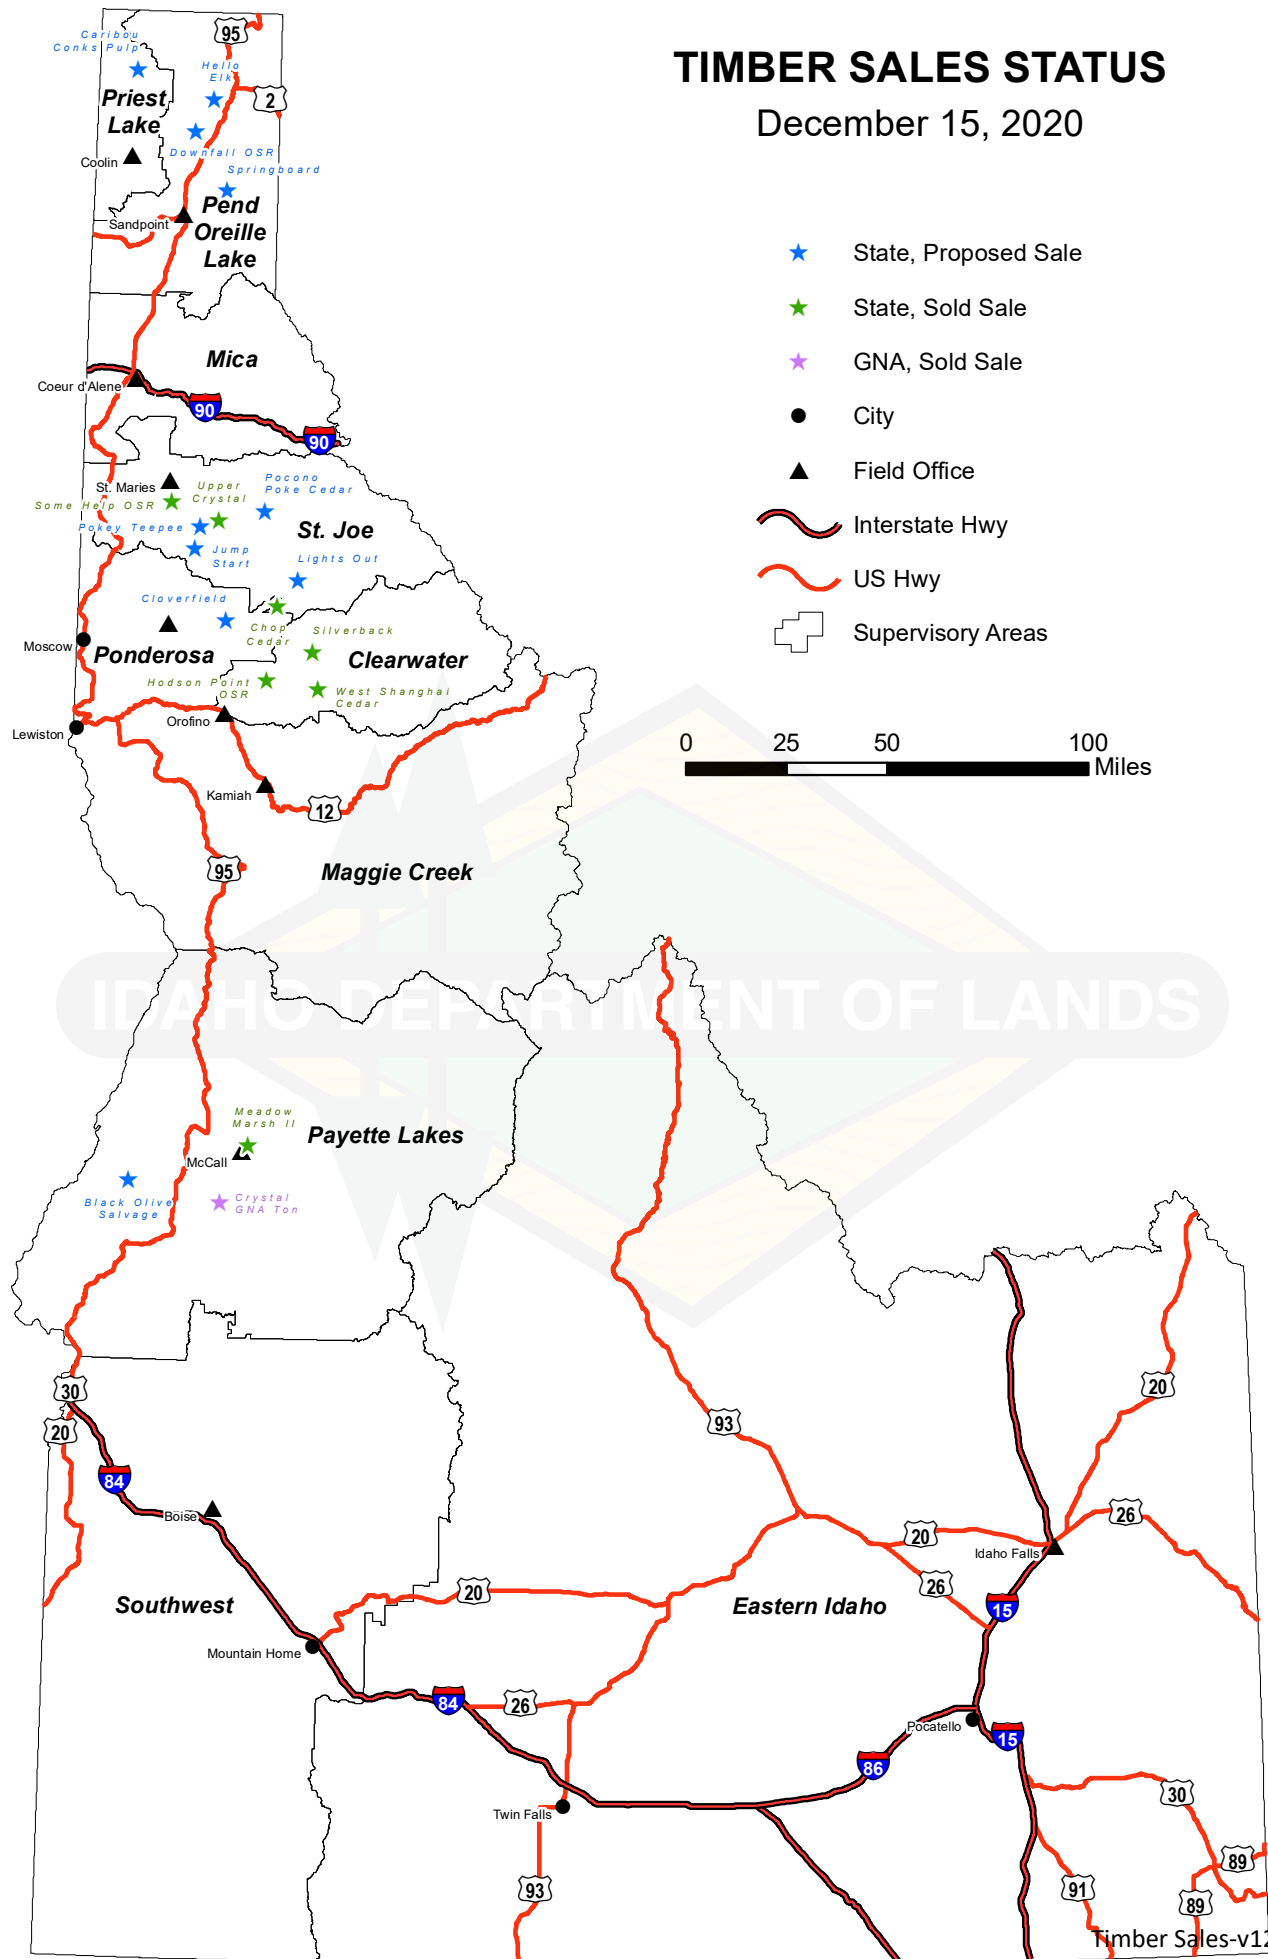 TIMBER SALES STATUS
December 15, 2020
State, Proposed Sale
State, Sold Sale
GNA, Sold Sale
City
Field Office
Interstate Hwy
US Hwy
Supervisory Areas
0 25 50 100
Miles
Caribou
Conks Pulp
95
Hello
Elk
2
Priest
Lake
Coolin
Downfall OSR
Springboard
Pend
Oreille
Lake
Sandpoint
Mica
Coeur d'Alene
90
90
St. Maries
Upper
Crystal
Pocono
Poke Cedar
Some Help OSR
Pokey Teepee
St. Joe
Jump
Start
Lights Out
Cloverfield
Chop
Cedar
Silverback
Moscow
Ponderosa
Clearwater
Hodson Point
OSR
West Shanghai
Cedar
Orofino
Lewiston
Kamiah
12
95
Maggie Creek
IDAHO DEPARTMENT OF LANDS
Meadow
Marsh II
Payette Lakes
McCall
Black Olive
Salvage
Crystal
GNA Ton
30
20
84
Boise
93
20
20
26
Idaho Falls
26
15
20
Southwest
Eastern Idaho
Mountain Home
84
26
Pocatello
15
86
Twin Falls
30
93
91
89
89
Timber Sales-v12